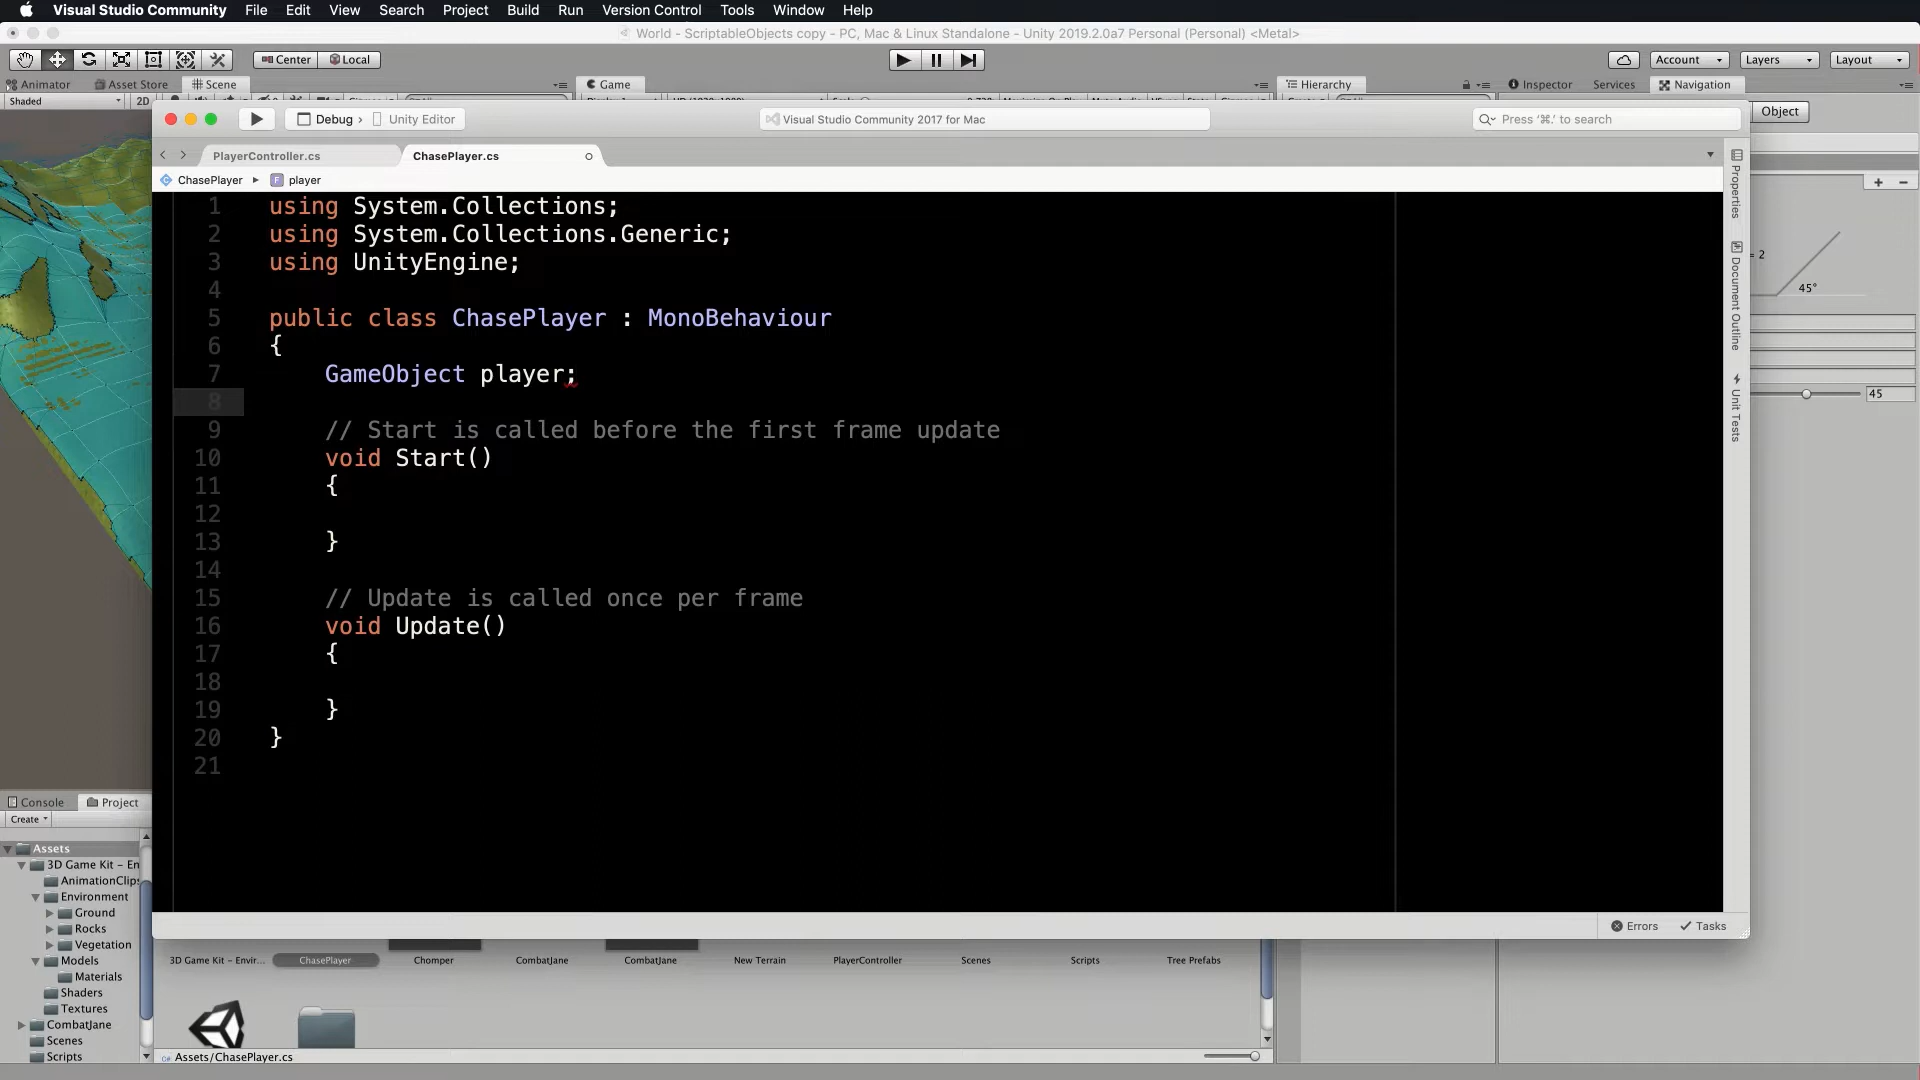 Visual Studio Community File Edit View Search Project Build Run Version Control Tools Window Help
World - ScriptableObjects copy - PC, Mac & Linux Standalone - Unity 2019.2.0a7 Personal (Personal) <Metal>
Center Local Account Layers Layout
Animator Asset Store Scene Game Hierarchy Inspector Services Navigation
Shaded 2D
Debug › Unity Editor Visual Studio Community 2017 for Mac Press '⌘.' to search Object
PlayerController.cs ChasePlayer.cs
ChasePlayer player
1 using System.Collections;
2 using System.Collections.Generic;
3 using UnityEngine;
4
5 public class ChasePlayer : MonoBehaviour
6 {
7 GameObject player;
8
9 // Start is called before the first frame update
10 void Start()
11 {
12
13 }
14
15 // Update is called once per frame
16 void Update()
17 {
18
19 }
20 }
21
Properties
Document Outline
Unit Tests
= 2
45°
45
Errors Tasks
Console Project
Create
Assets
3D Game Kit - En
AnimationClips
Environment
Ground
Rocks
Vegetation
Models
Materials
Shaders
Textures
CombatJane
Scenes
Scripts
3D Game Kit - Envir... ChasePlayer Chomper CombatJane CombatJane New Terrain PlayerController Scenes Scripts Tree Prefabs
Assets/ChasePlayer.cs